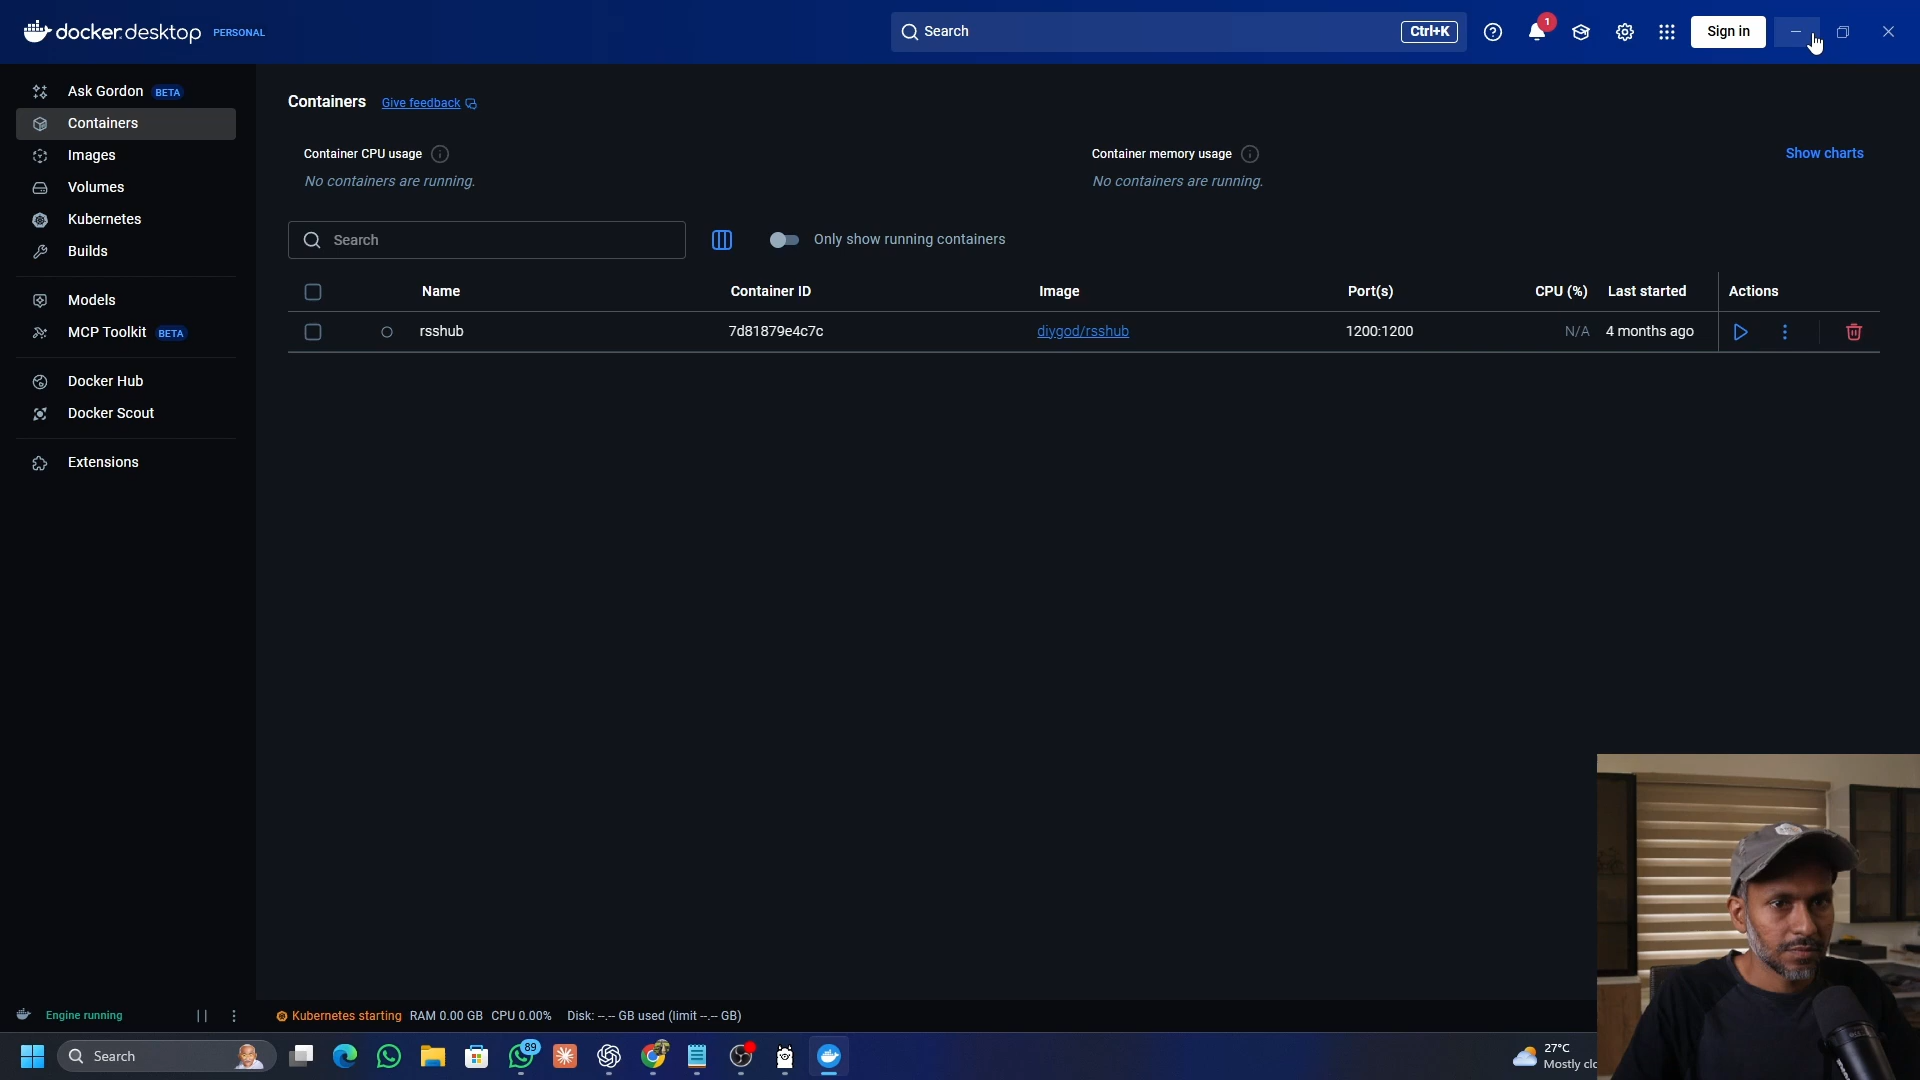 docker.desktop PERSONAL
Search Ctrl+K
1
Sign in
Ask Gordon BETA
Containers
Images
Volumes
Kubernetes
Builds
Models
MCP Toolkit BETA
Docker Hub
Docker Scout
Extensions
Containers Give feedback
Container CPU usage
No containers are running.
Container memory usage
No containers are running.
Show charts
Search
Only show running containers
Name Container ID Image Port(s) CPU (%) Last started Actions
rsshub 7d81879e4c7c diygod/rsshub 1200:1200 N/A 4 months ago
Engine running
Kubernetes starting RAM 0.00 GB CPU 0.00% Disk: --.-- GB used (limit --.-- GB)
Search
89
27°C
Mostly clo